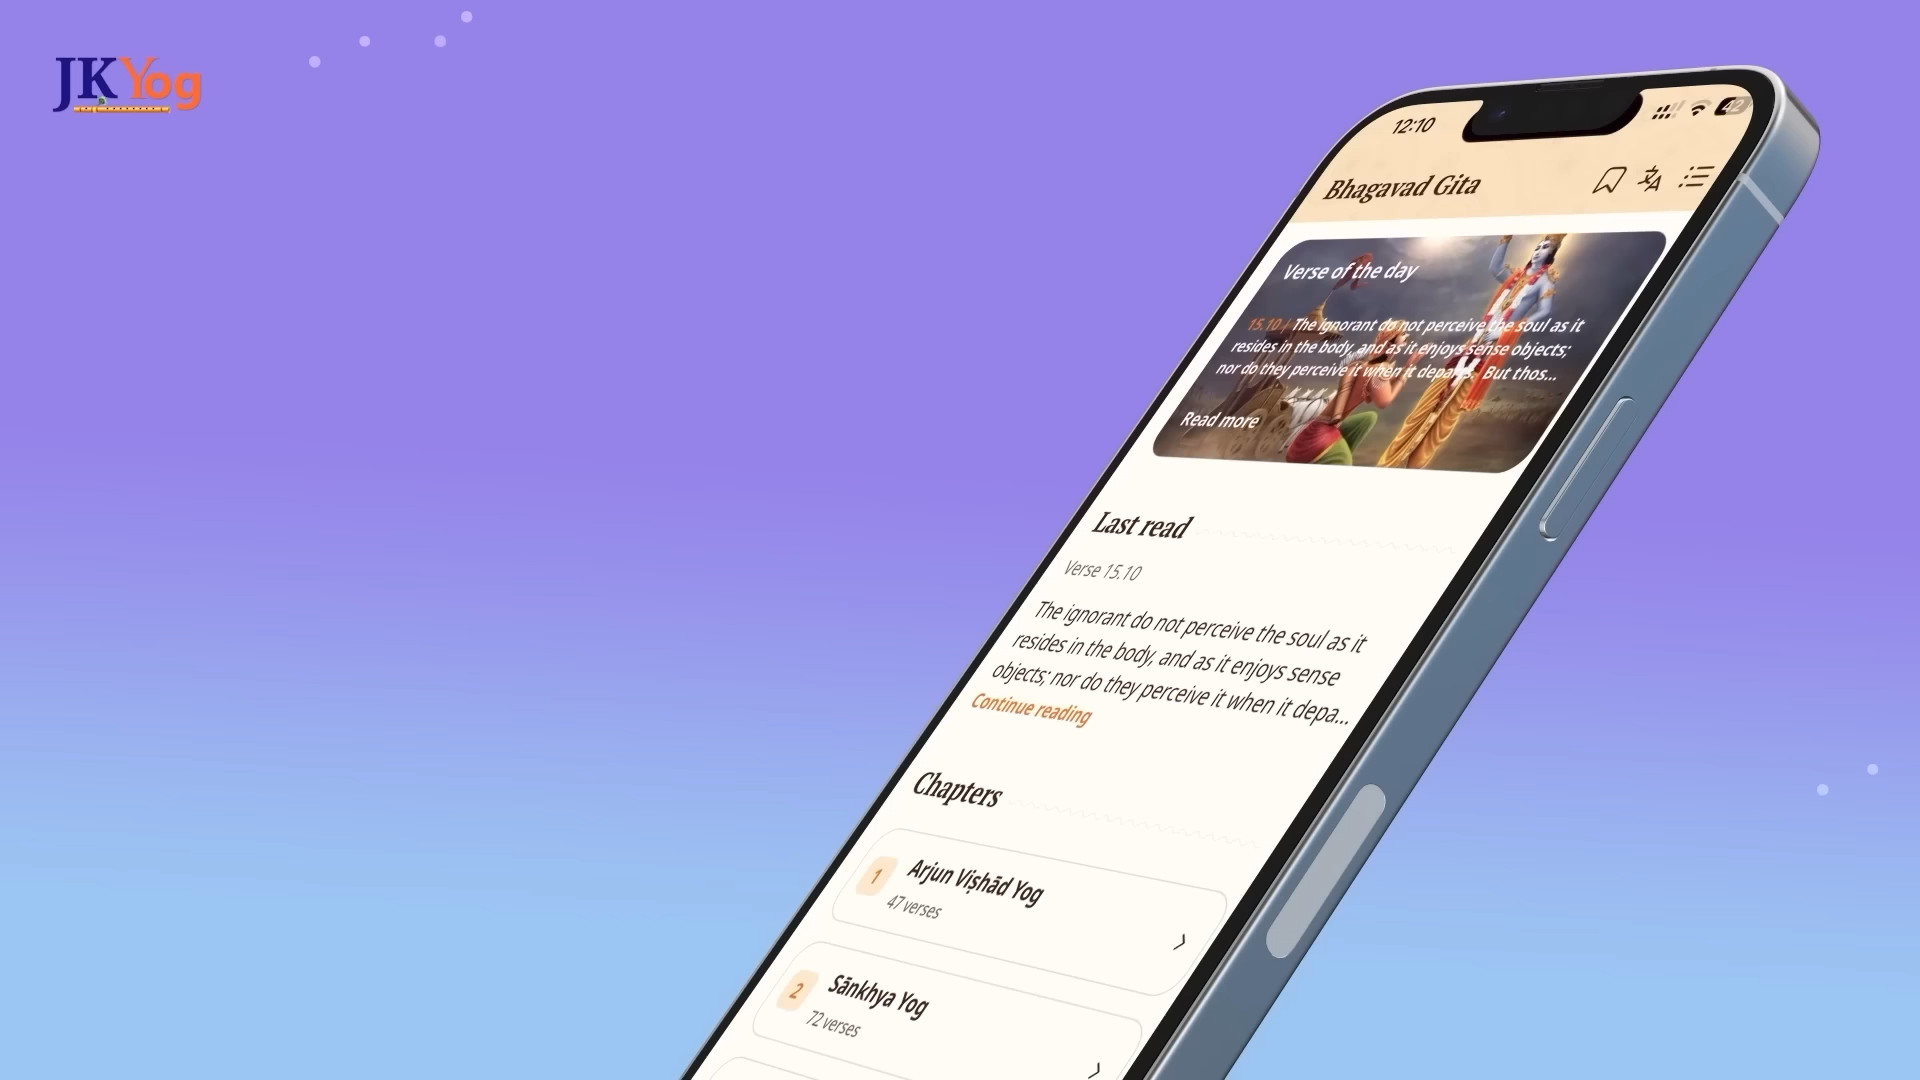 JKYog
12:10
42
Bhagavad Gita
Verse of the day
15.10 | The ignorant do not perceive the soul as it
resides in the body, and as it enjoys sense objects;
nor do they perceive it when it departs. But thos...
Read more
Last read
Verse 15.10
The ignorant do not perceive the soul as it
resides in the body, and as it enjoys sense
objects; nor do they perceive it when it depa...
Continue reading
Chapters
1
Arjun Viṣhād Yog
47 verses
2
Sānkhya Yog
72 verses